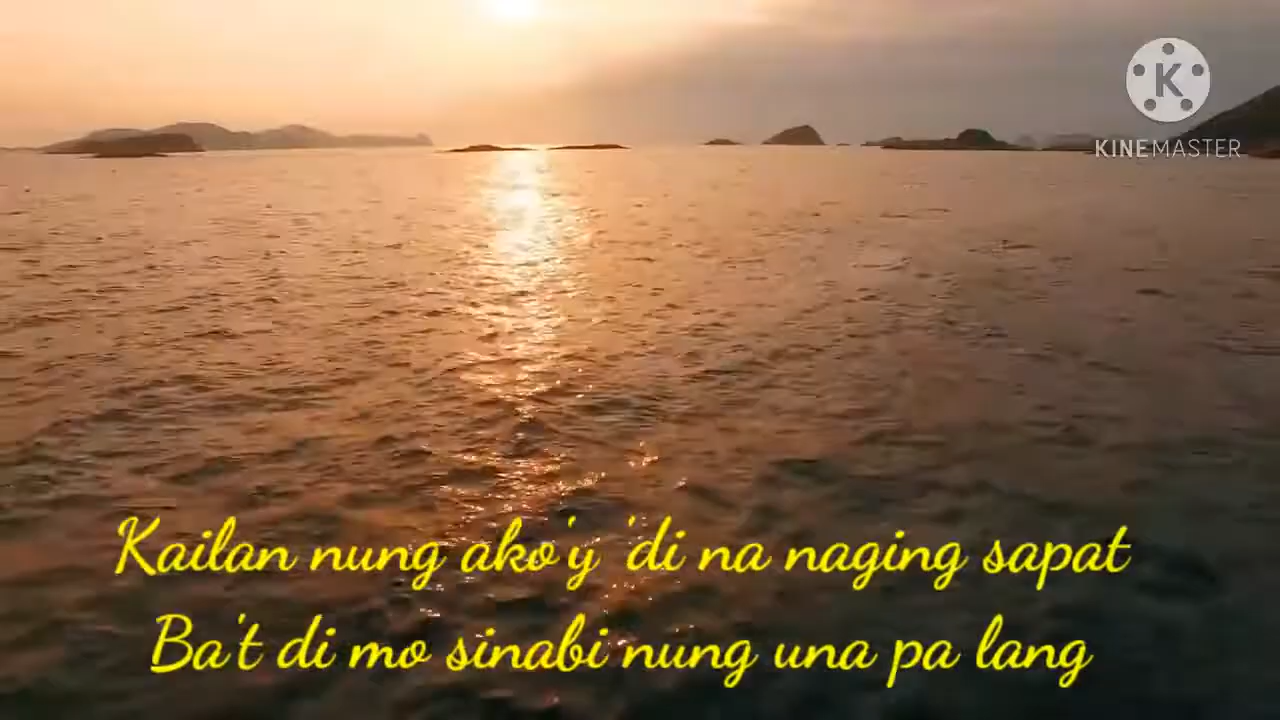 K
KINEMASTER
Kailan nung ako'y 'di na naging sapat
Ba't di mo sinabi nung una pa lang